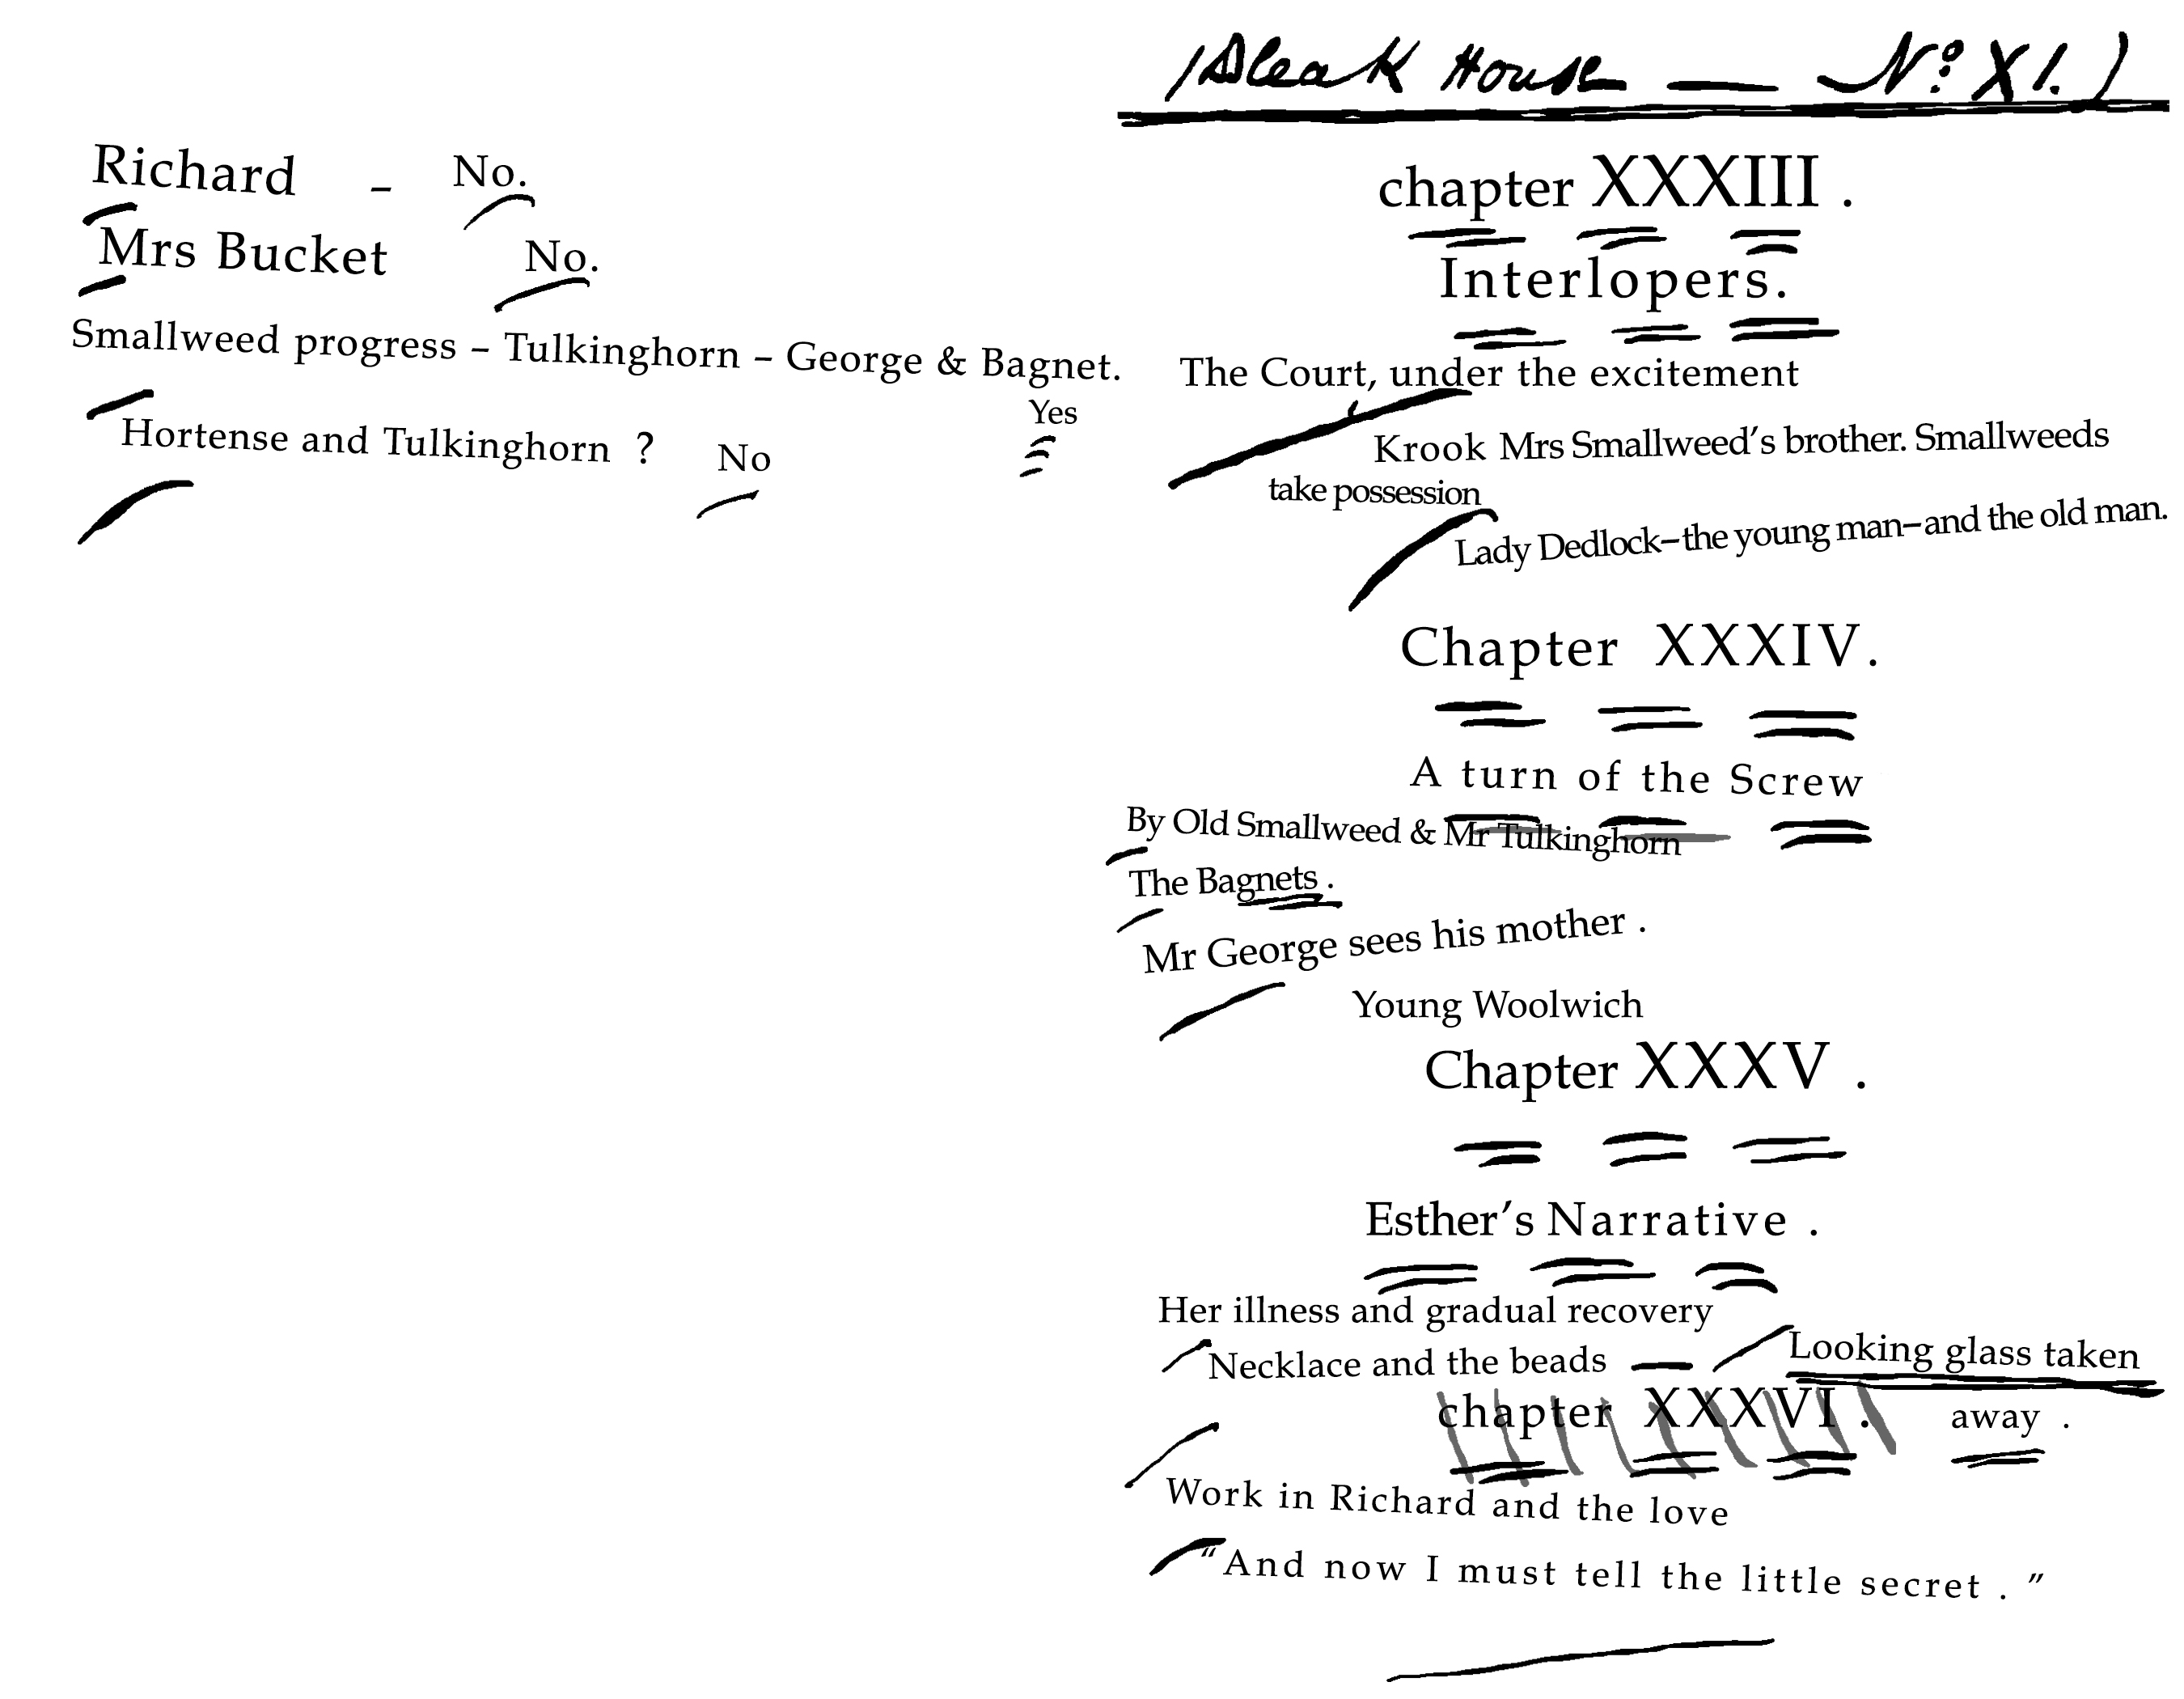 (Bleak House — Nº XI.)
Richard – No.
Mrs Bucket No.
Smallweed progress – Tulkinghorn – George & Bagnet.
Yes
Hortense and Tulkinghorn ? No
chapter XXXIII .
Interlopers.
The Court, under the excitement
Krook Mrs Smallweed's brother. Smallweeds
take possession
Lady Dedlock–the young man–and the old man.
Chapter XXXIV.
A turn of the Screw
By Old Smallweed & Mr Tulkinghorn
The Bagnets .
Mr George sees his mother .
Young Woolwich
Chapter XXXV .
Esther's Narrative .
Her illness and gradual recovery
Necklace and the beads — Looking glass taken
away .
chapter XXXVI .
Work in Richard and the love
"And now I must tell the little secret . "